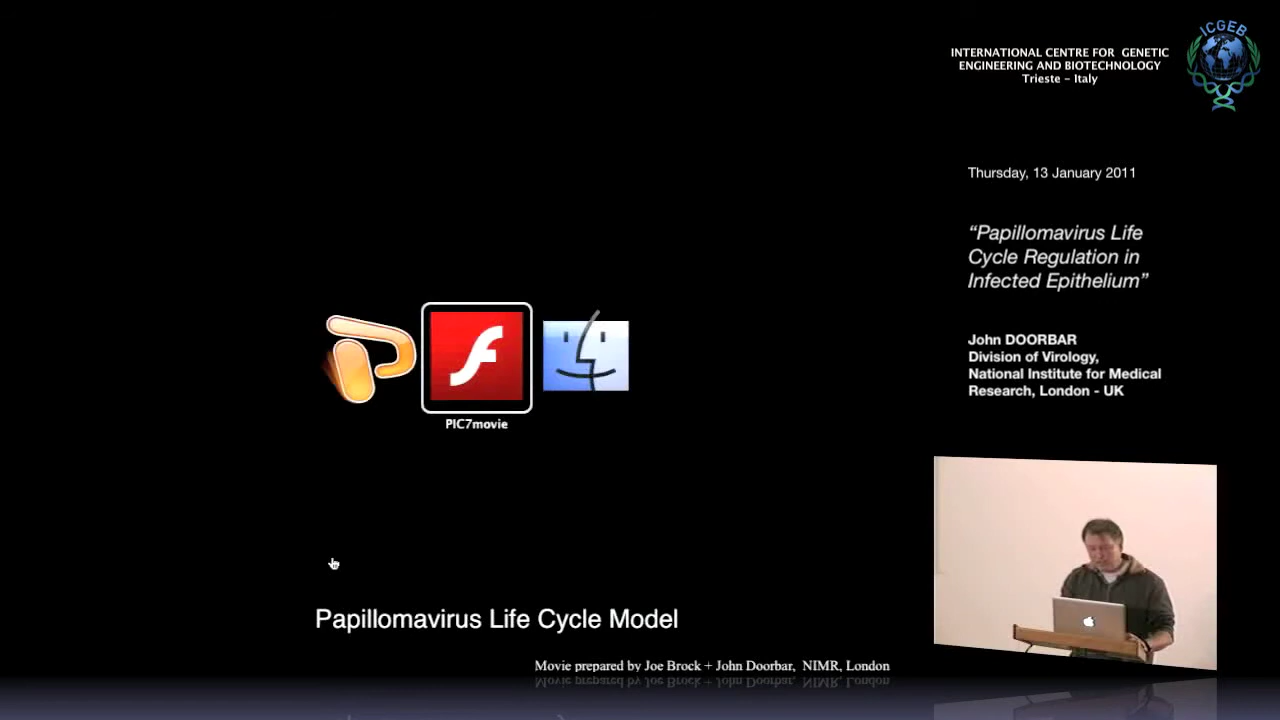 ICGEB
INTERNATIONAL CENTRE FOR GENETIC
ENGINEERING AND BIOTECHNOLOGY
Trieste – Italy
Thursday, 13 January 2011
“Papillomavirus Life
Cycle Regulation in
Infected Epithelium”
John DOORBAR
Division of Virology,
National Institute for Medical
Research, London - UK
PIC7movie
Papillomavirus Life Cycle Model
Movie prepared by Joe Brock + John Doorbar, NIMR, London